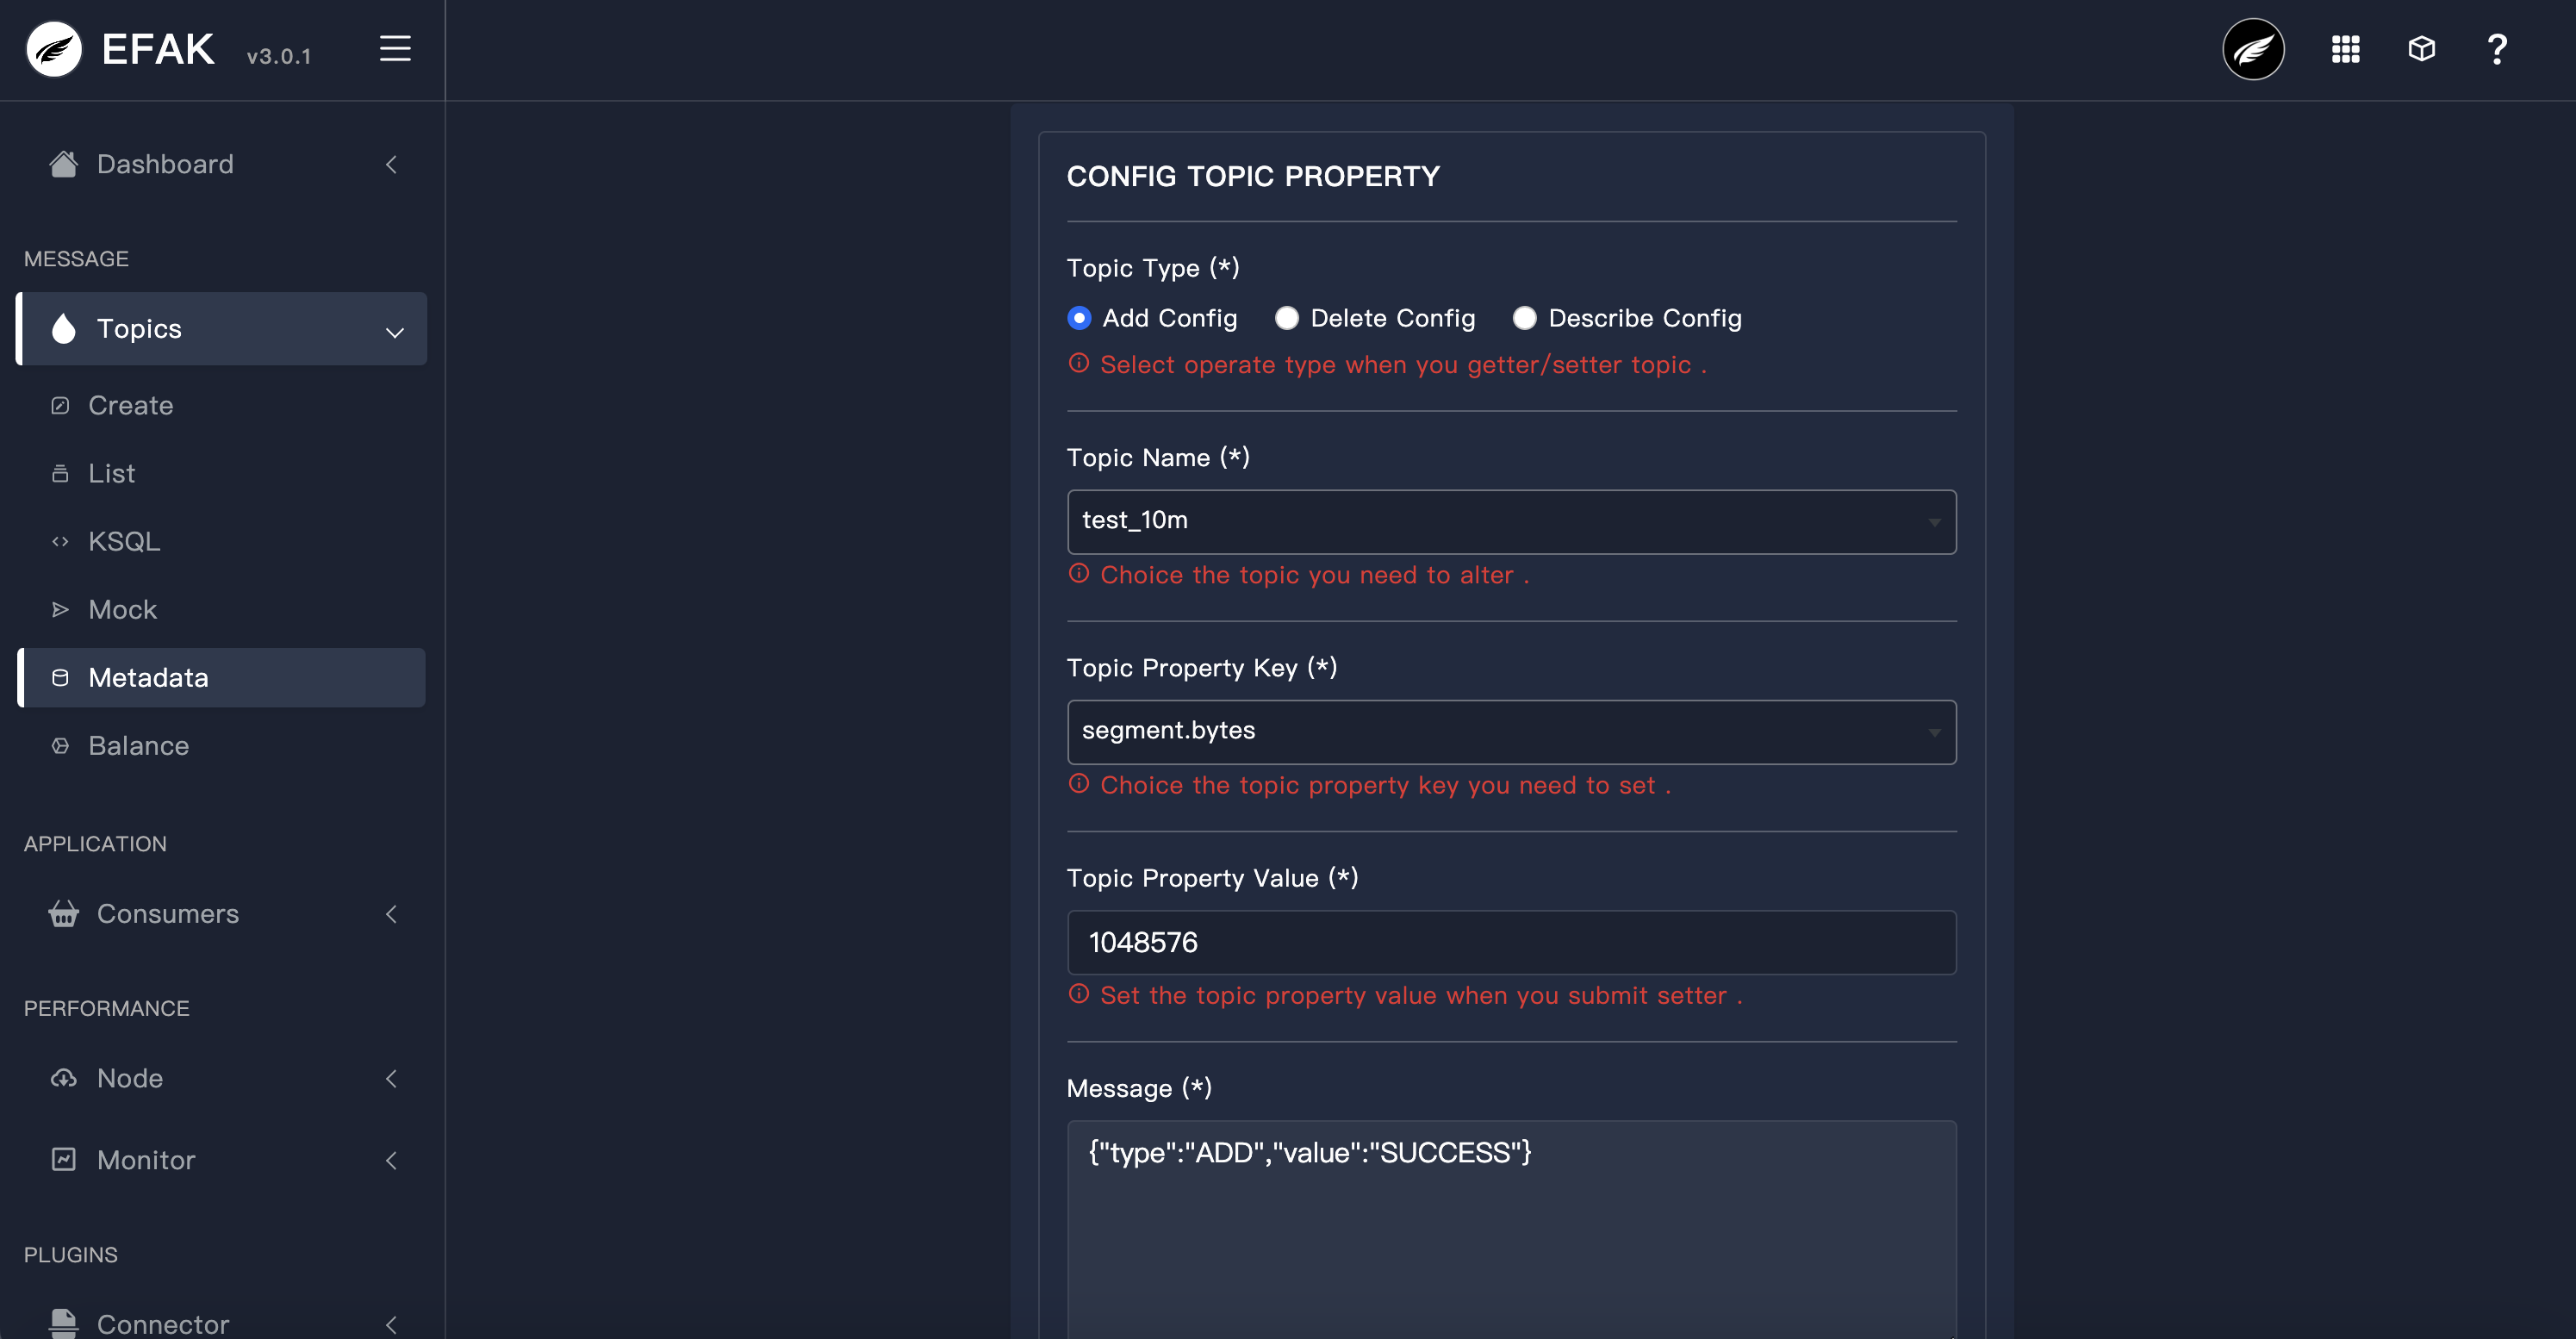 EFAK v3.0.1
Dashboard
MESSAGE
Topics
Create
List
KSQL
Mock
Metadata
Balance
APPLICATION
Consumers
PERFORMANCE
Node
Monitor
PLUGINS
Connector
?
CONFIG TOPIC PROPERTY
Topic Type (*)
Add Config Delete Config Describe Config
Select operate type when you getter/setter topic .
Topic Name (*)
test_10m
Choice the topic you need to alter .
Topic Property Key (*)
segment.bytes
Choice the topic property key you need to set .
Topic Property Value (*)
1048576
Set the topic property value when you submit setter .
Message (*)
{"type":"ADD","value":"SUCCESS"}